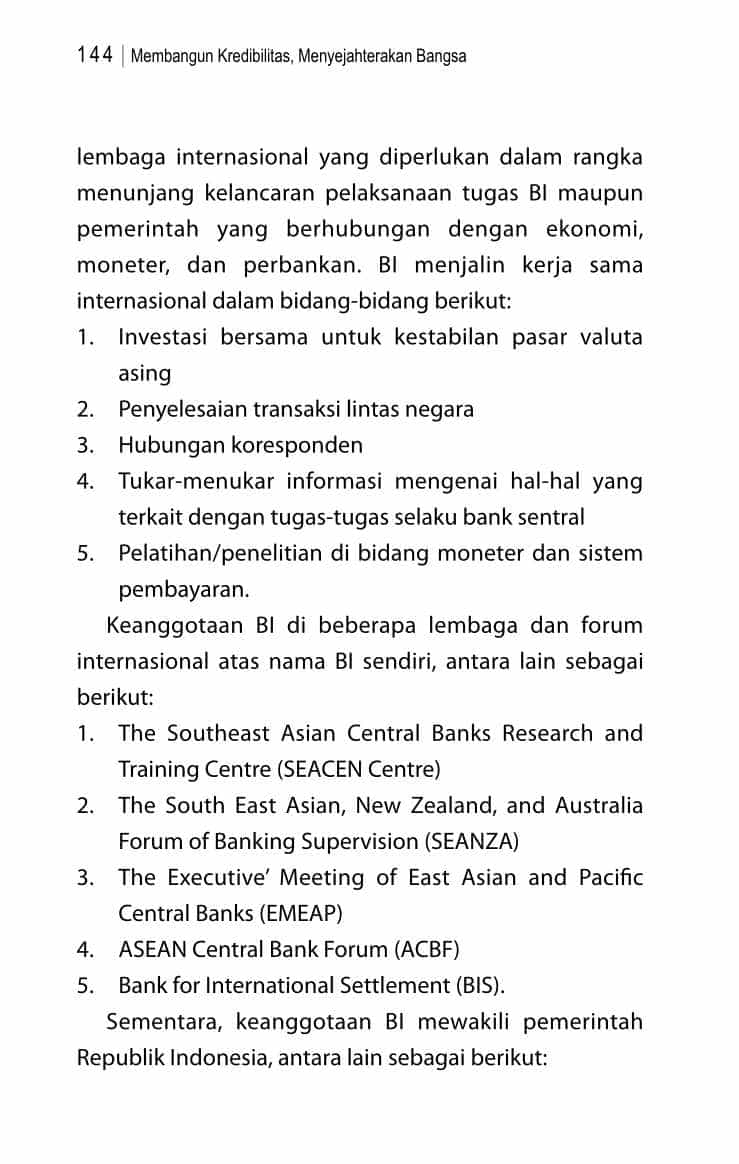 144 | Membangun Kredibilitas, Menyejahterakan Bangsa
lembaga internasional yang diperlukan dalam rangka
menunjang kelancaran pelaksanaan tugas BI maupun
pemerintah yang berhubungan dengan ekonomi,
moneter, dan perbankan. BI menjalin kerja sama
internasional dalam bidang-bidang berikut:
1. Investasi bersama untuk kestabilan pasar valuta
asing
2. Penyelesaian transaksi lintas negara
3. Hubungan koresponden
4. Tukar-menukar informasi mengenai hal-hal yang
terkait dengan tugas-tugas selaku bank sentral
5. Pelatihan/penelitian di bidang moneter dan sistem
pembayaran.
Keanggotaan BI di beberapa lembaga dan forum
internasional atas nama BI sendiri, antara lain sebagai
berikut:
1. The Southeast Asian Central Banks Research and
Training Centre (SEACEN Centre)
2. The South East Asian, New Zealand, and Australia
Forum of Banking Supervision (SEANZA)
3. The Executive’ Meeting of East Asian and Pacific
Central Banks (EMEAP)
4. ASEAN Central Bank Forum (ACBF)
5. Bank for International Settlement (BIS).
Sementara, keanggotaan BI mewakili pemerintah
Republik Indonesia, antara lain sebagai berikut: